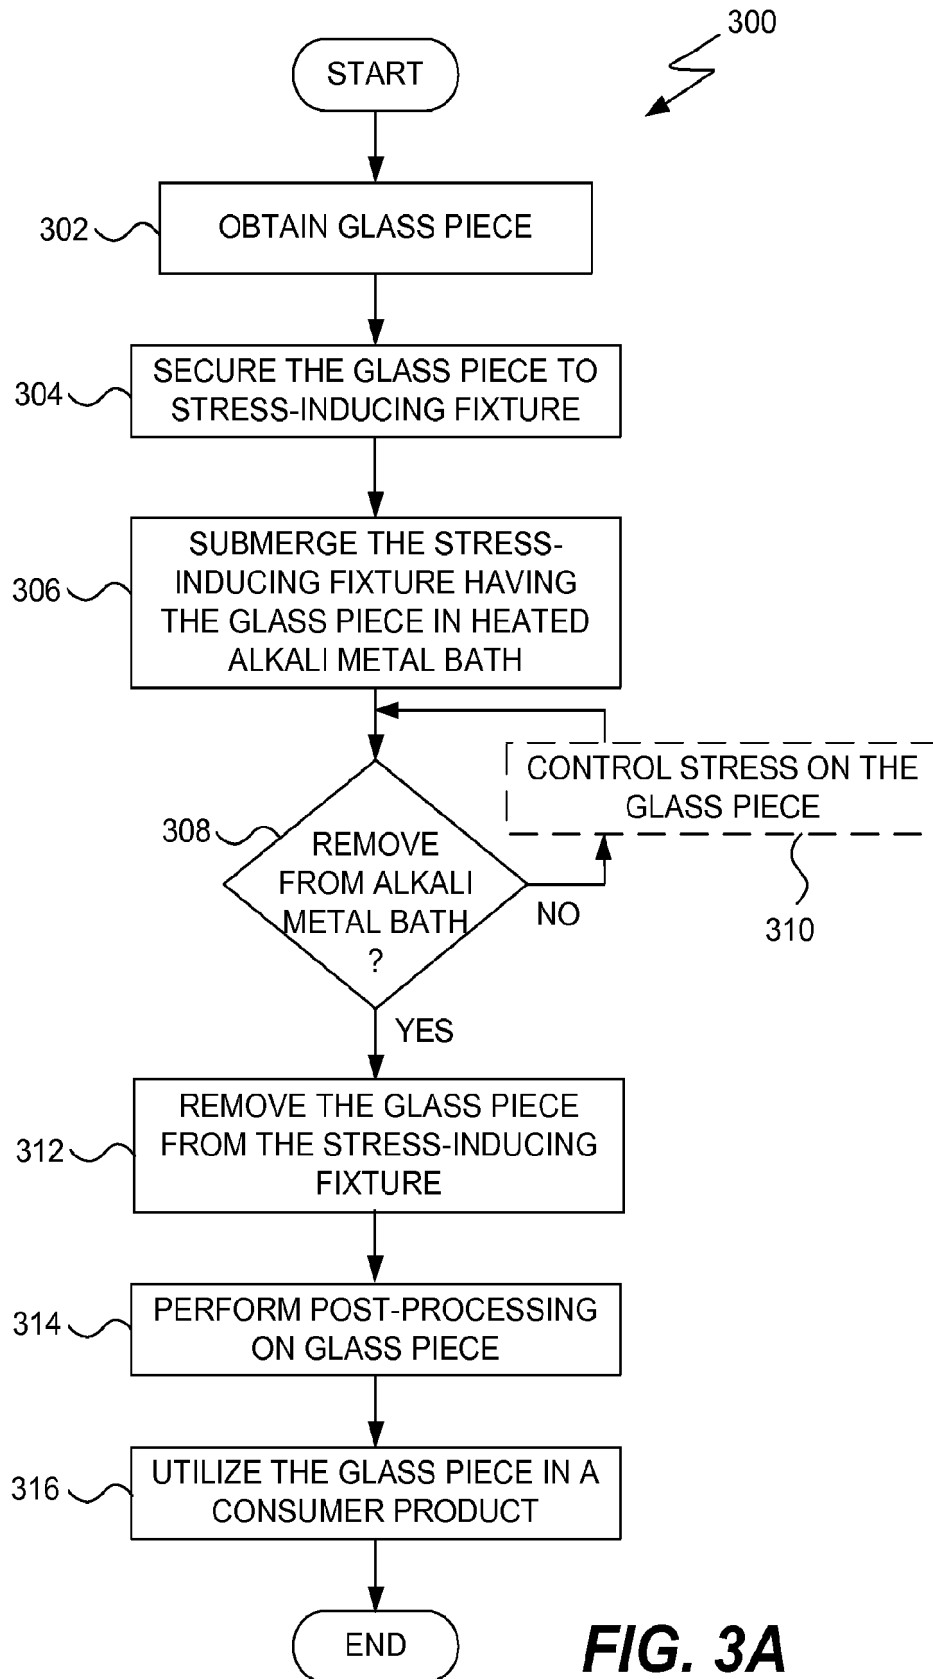 300
START
302
OBTAIN GLASS PIECE
304
SECURE THE GLASS PIECE TO
STRESS-INDUCING FIXTURE
306
SUBMERGE THE STRESS-
INDUCING FIXTURE HAVING
THE GLASS PIECE IN HEATED
ALKALI METAL BATH
CONTROL STRESS ON THE
GLASS PIECE
310
308
REMOVE
FROM ALKALI
METAL BATH
?
NO
YES
312
REMOVE THE GLASS PIECE
FROM THE STRESS-INDUCING
FIXTURE
314
PERFORM POST-PROCESSING
ON GLASS PIECE
316
UTILIZE THE GLASS PIECE IN A
CONSUMER PRODUCT
END
FIG. 3A